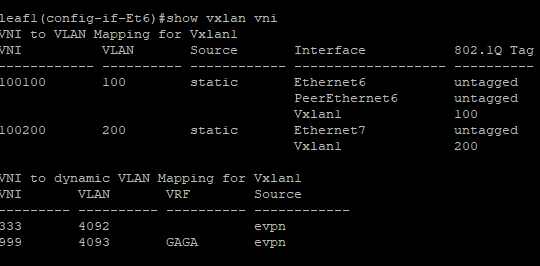 leaf1(config-if-Et6)#show vxlan vni
VNI to VLAN Mapping for Vxlan1
VNI VLAN Source Interface 802.1Q Tag
------------ ---------- ------------ ------------------- ----------
100100 100 static Ethernet6 untagged
PeerEthernet6 untagged
Vxlan1 100
100200 200 static Ethernet7 untagged
Vxlan1 200
VNI to dynamic VLAN Mapping for Vxlan1
VNI VLAN VRF Source
---------- ---------- ---------- ------------
333 4092 evpn
999 4093 GAGA evpn